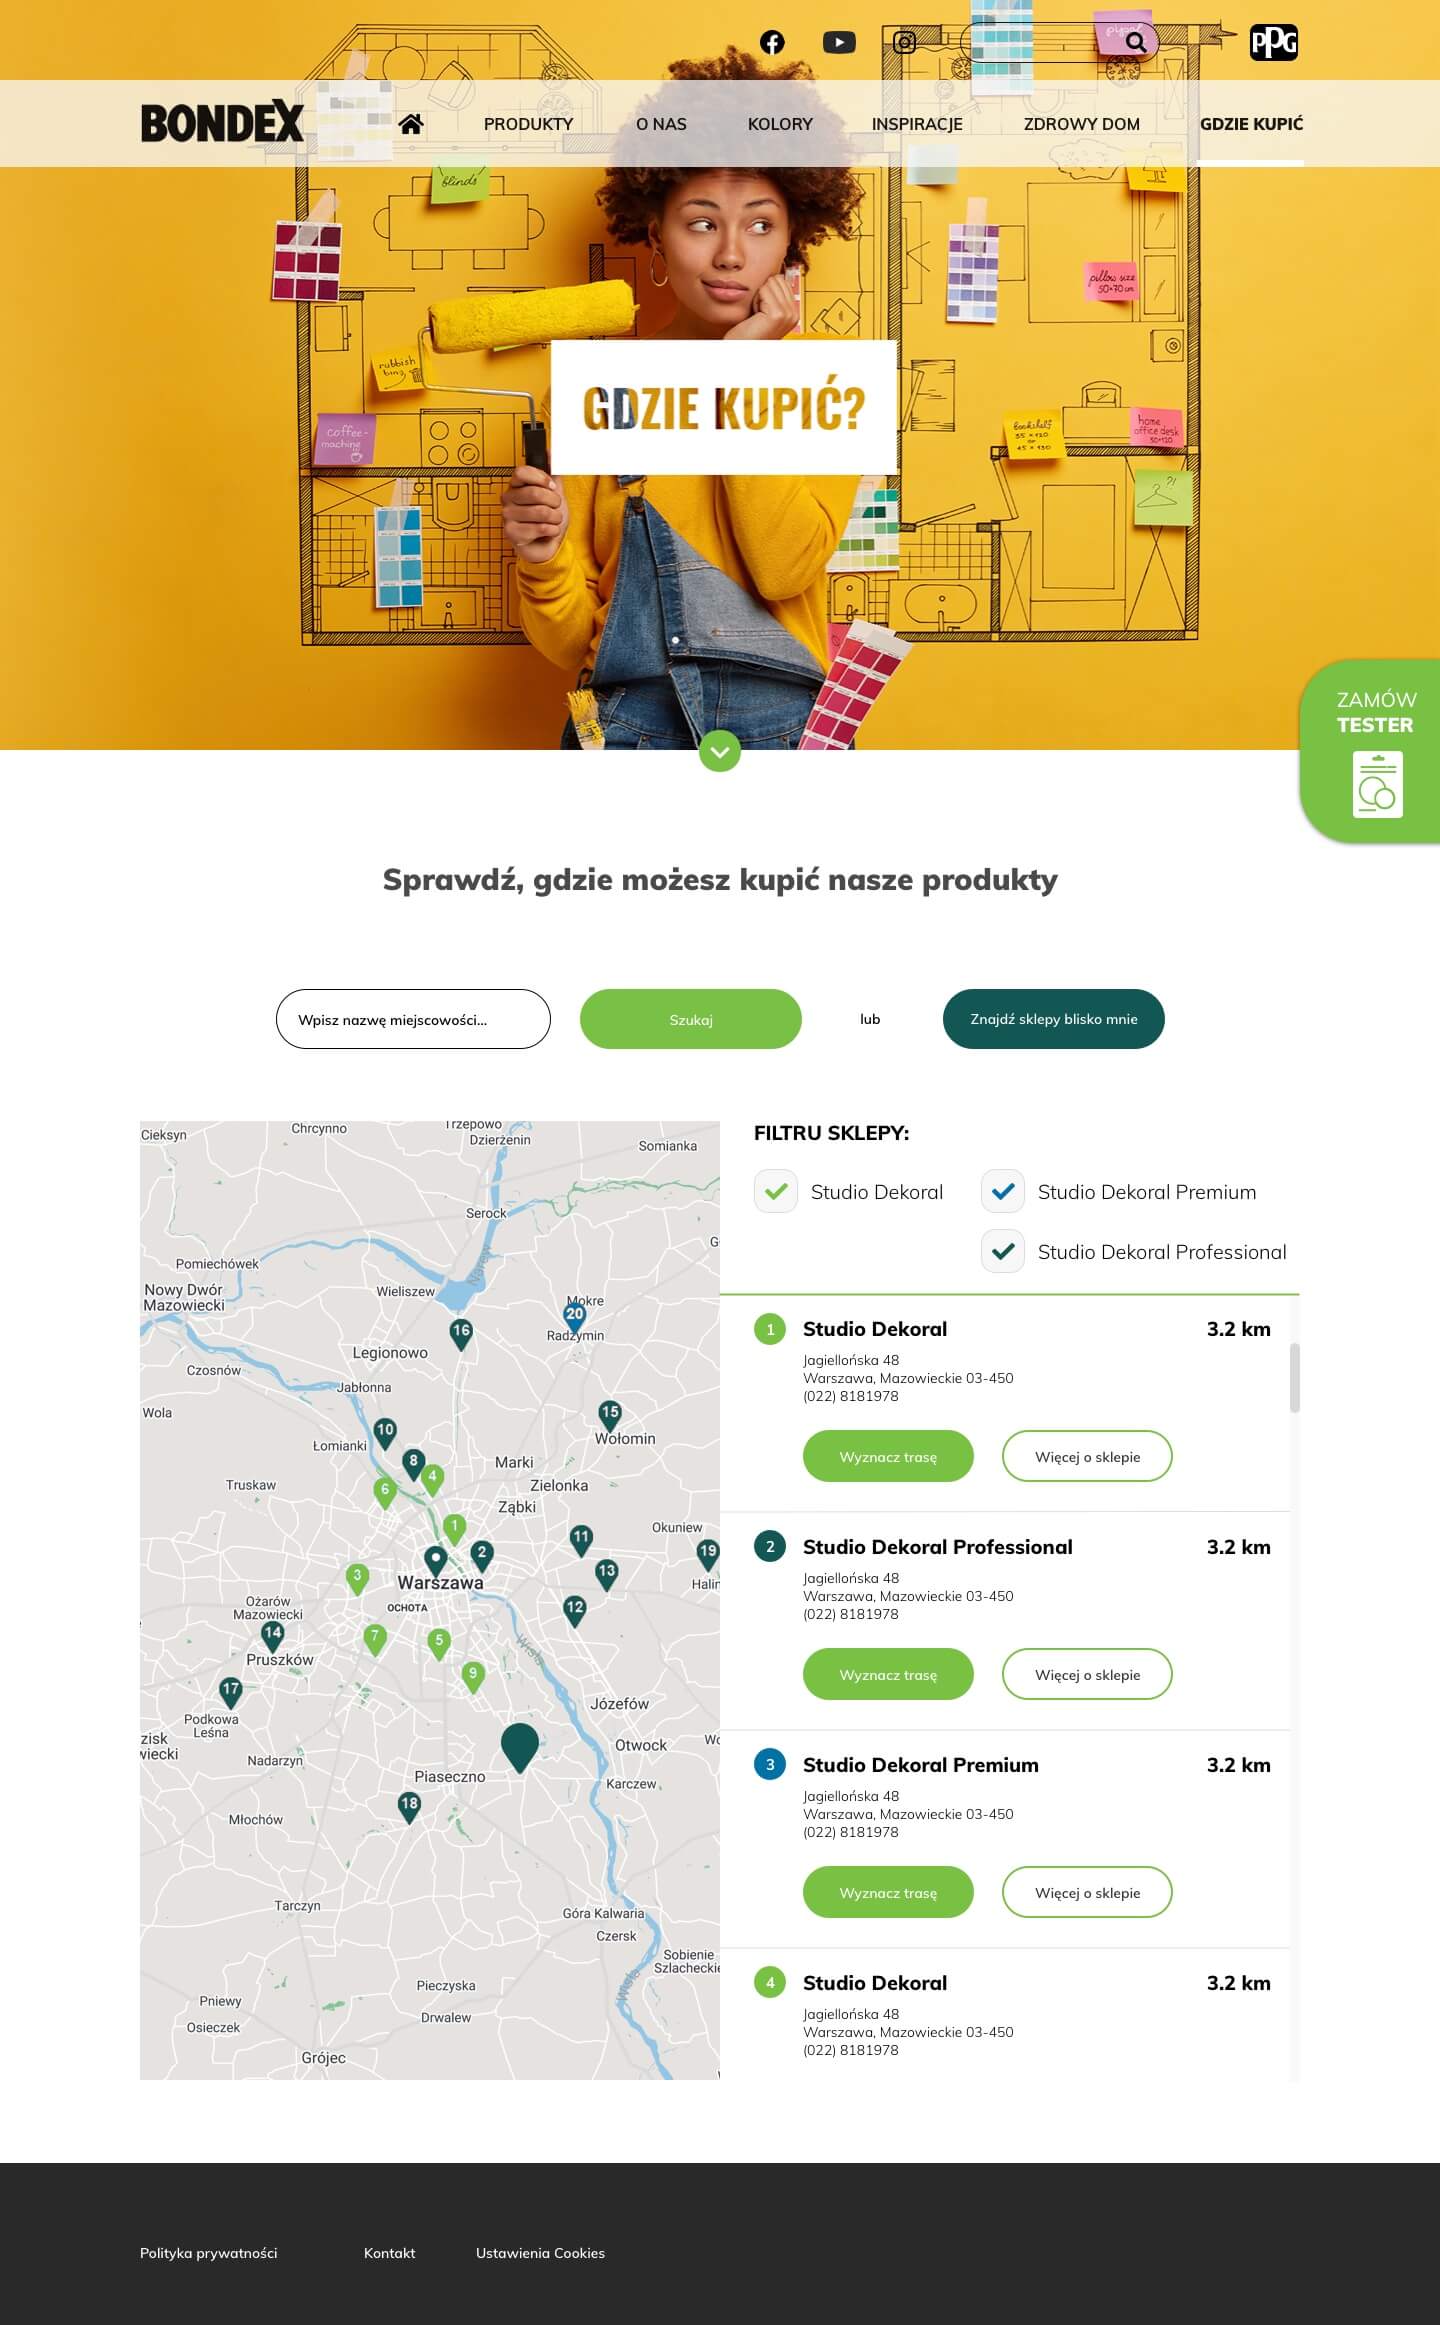 PPG
BONDEX
PRODUKTY
O NAS
KOLORY
INSPIRACJE
ZDROWY DOM
GDZIE KUPIĆ
blinds
pillow size
50×70 cm
rubbish
bins
coffee-
machine
bookshelf
35 × 120
or
45 × 130
home
office desk
50×120
?!
GDZIE KUPIĆ?
ZAMÓW
TESTER
Sprawdź, gdzie możesz kupić nasze produkty
Wpisz nazwę miejscowości...
Szukaj
lub
Znajdź sklepy blisko mnie
Cieksyn
Chrcynno
Trzepowo
Dzierżenin
Somianka
Serock
Pomiechówek
Narew
Nowy Dwór
Mazowiecki
Wieliszew
Mokre
20
Radzymin
16
Legionowo
Czosnów
Jabłonna
Wola
15
Wołomin
10
Łomianki
8
4
Marki
Truskaw
6
Zielonka
Ząbki
1
Okuniew
11
2
19
Halin
3
13
Warszawa
Ożarów
Mazowiecki
OCHOTA
12
14
7
5
Pruszków
Wisła
9
17
Józefów
Podkowa
Leśna
zisk
wiecki
Otwock
Nadarzyn
Piaseczno
Karczew
18
Młochów
Tarczyn
Góra Kalwaria
Czersk
Sobienie
Szlacheckie
Wisła
Pieczyska
Pniewy
Drwalew
Osieczek
Grójec
FILTRU SKLEPY:
Studio Dekoral
Studio Dekoral Premium
Studio Dekoral Professional
1
Studio Dekoral
3.2 km
Jagiellońska 48
Warszawa, Mazowieckie 03-450
(022) 8181978
Wyznacz trasę
Więcej o sklepie
2
Studio Dekoral Professional
3.2 km
Jagiellońska 48
Warszawa, Mazowieckie 03-450
(022) 8181978
Wyznacz trasę
Więcej o sklepie
3
Studio Dekoral Premium
3.2 km
Jagiellońska 48
Warszawa, Mazowieckie 03-450
(022) 8181978
Wyznacz trasę
Więcej o sklepie
4
Studio Dekoral
3.2 km
Jagiellońska 48
Warszawa, Mazowieckie 03-450
(022) 8181978
Polityka prywatności
Kontakt
Ustawienia Cookies